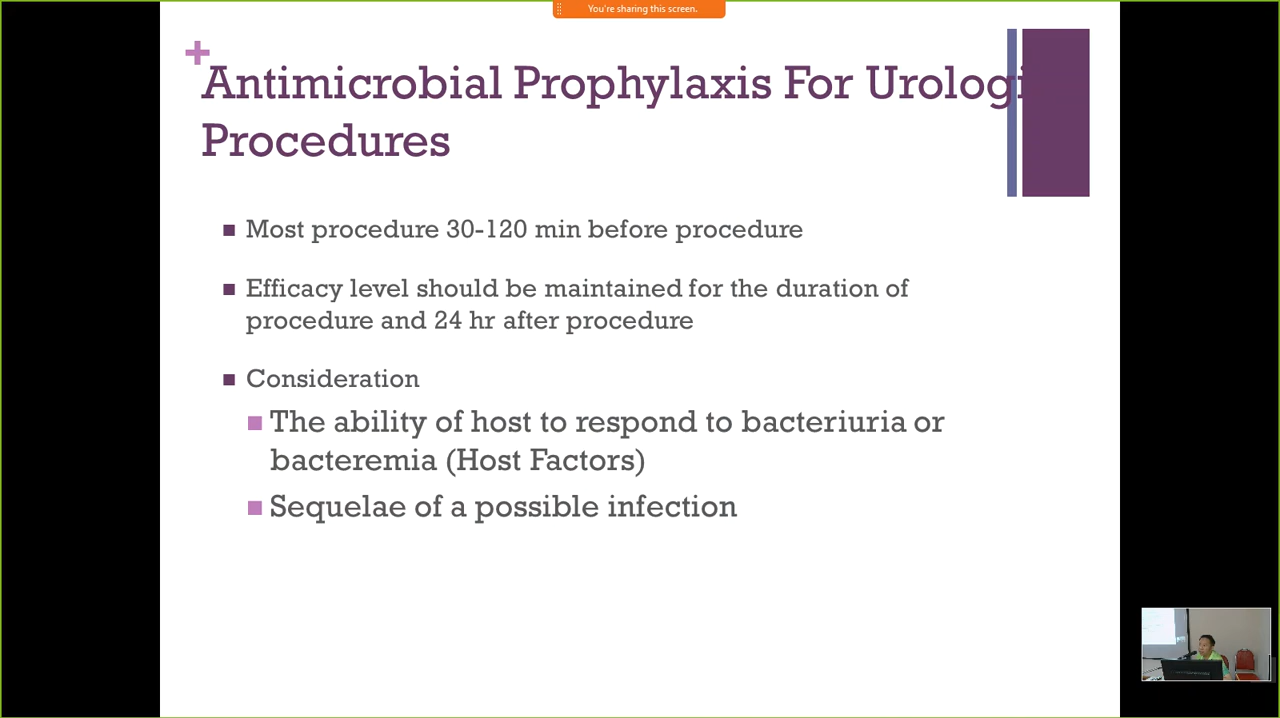 You're sharing this screen.
+
Antimicrobial Prophylaxis For Urologi
Procedures
Most procedure 30-120 min before procedure
Efficacy level should be maintained for the duration of
procedure and 24 hr after procedure
Consideration
The ability of host to respond to bacteriuria or
bacteremia (Host Factors)
Sequelae of a possible infection